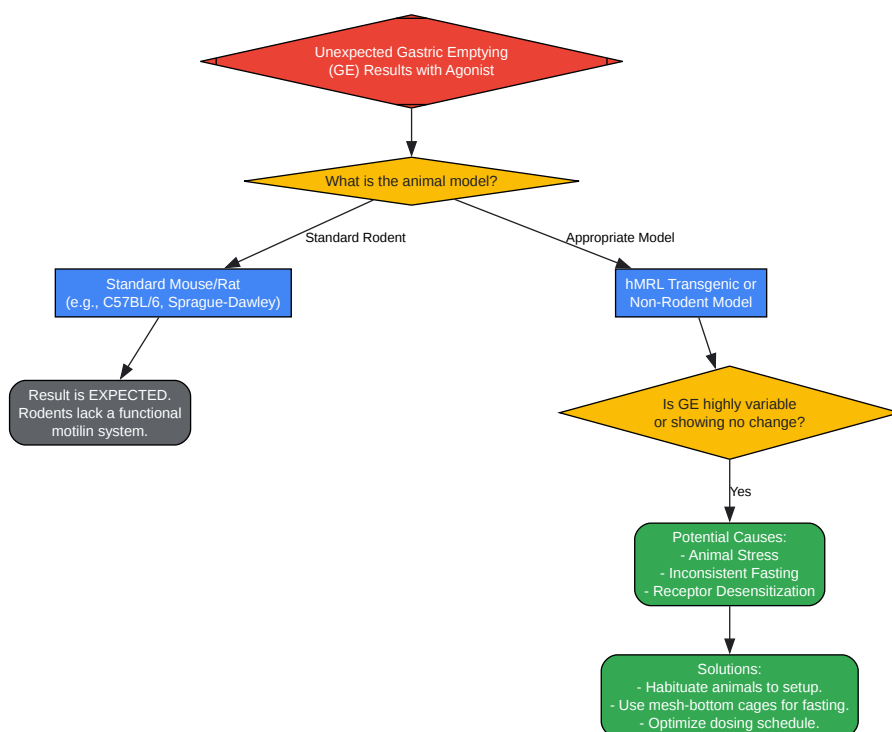 Unexpected Gastric Emptying
(GE) Results with Agonist
What is the animal model?
Standard Rodent
Appropriate Model
Standard Mouse/Rat
(e.g., C57BL/6, Sprague-Dawley)
hMRL Transgenic or
Non-Rodent Model
Result is EXPECTED.
Rodents lack a functional
motilin system.
Is GE highly variable
or showing no change?
Yes
Potential Causes:
- Animal Stress
- Inconsistent Fasting
- Receptor Desensitization
Solutions:
- Habituate animals to setup.
- Use mesh-bottom cages for fasting.
- Optimize dosing schedule.